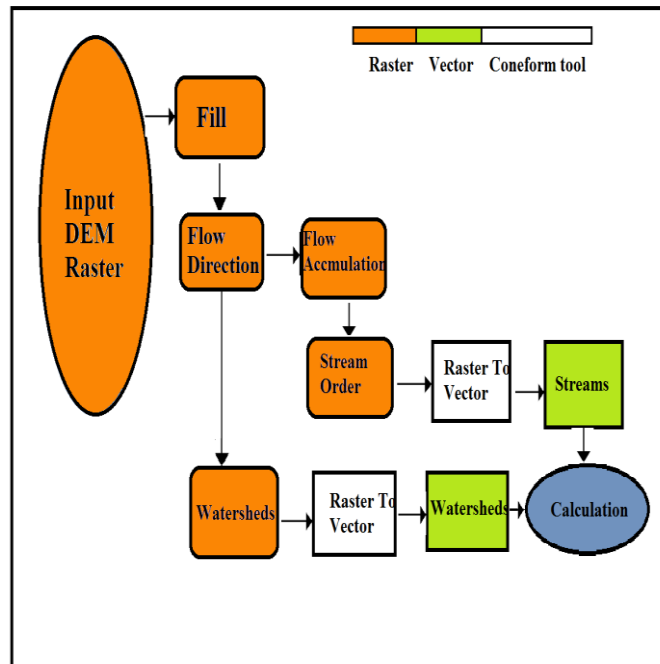 Raster Vector Coneform tool
Fill
Input
DEM
Raster
Flow
Direction
Flow
Accmulation
Stream
Order
Raster To
Vector
Streams
Watersheds
Raster To
Vector
Watersheds
Calculation